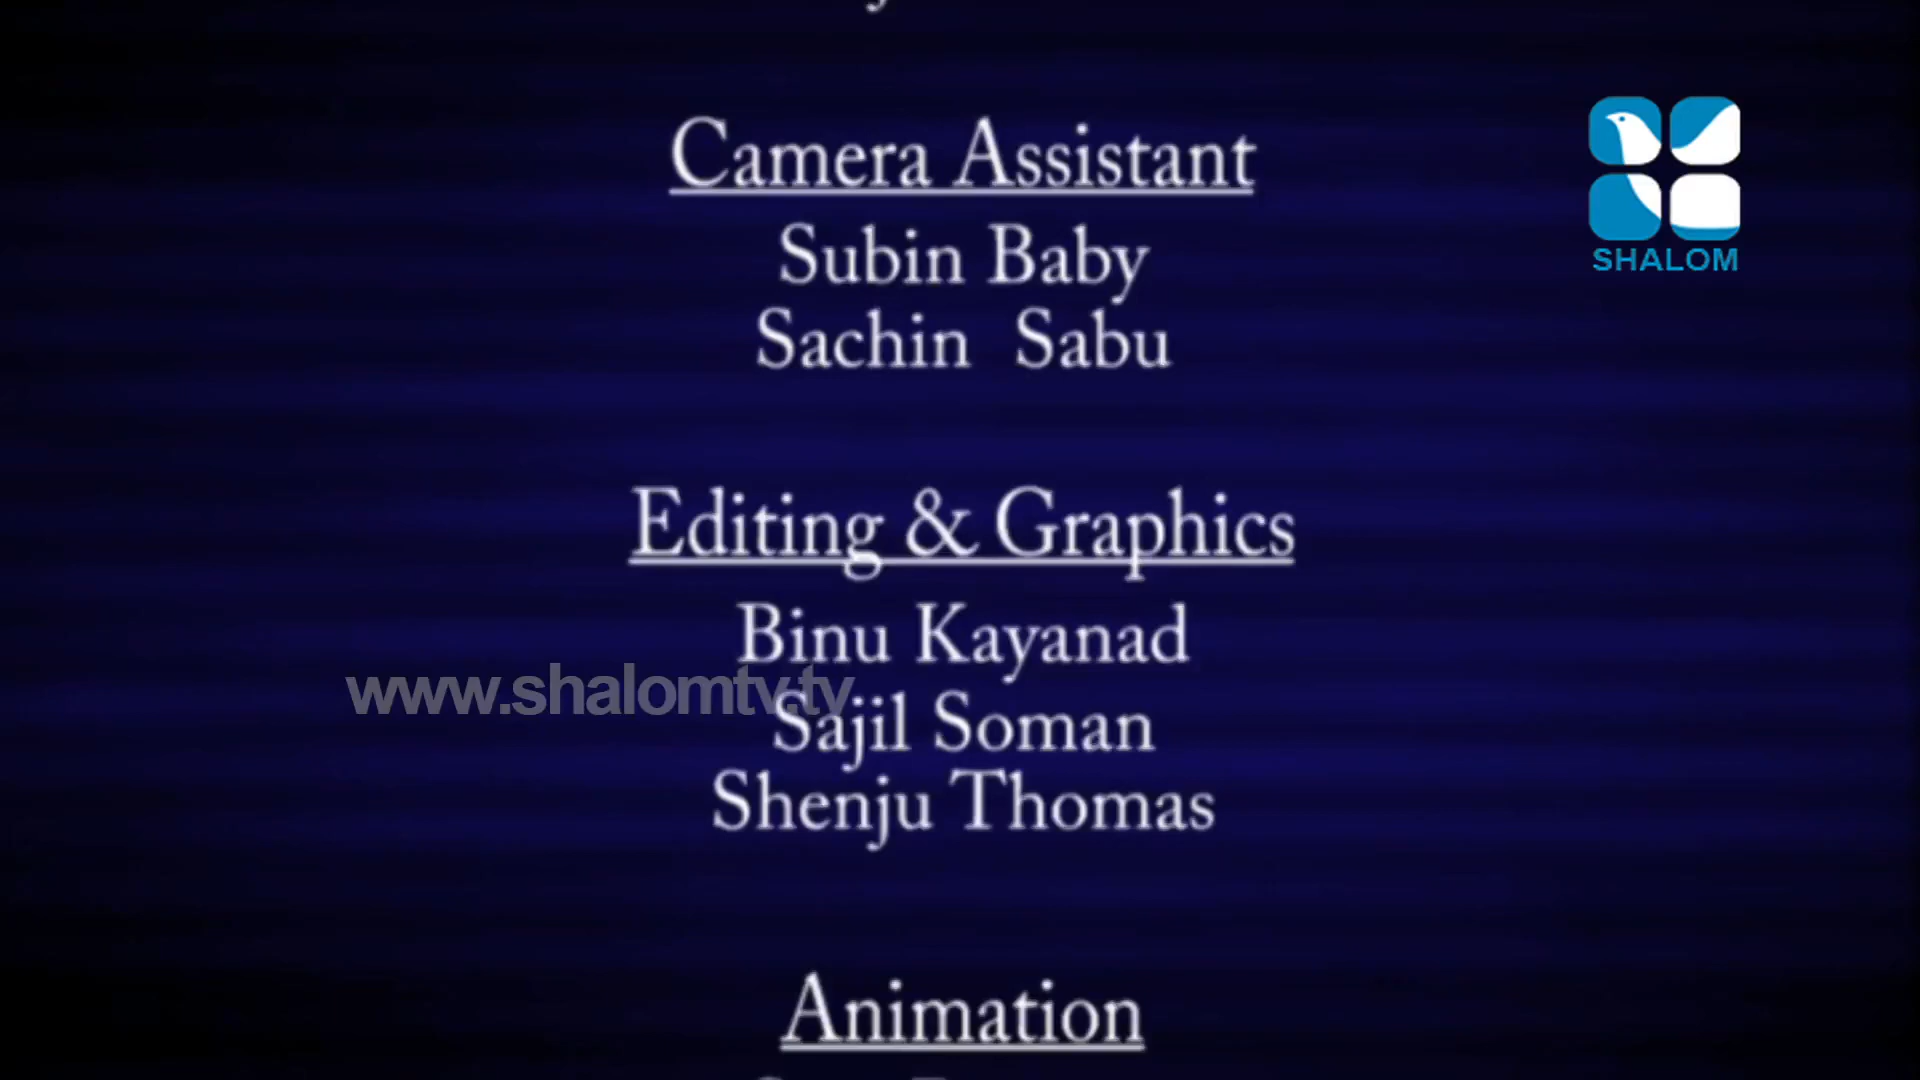 Camera Assistant
SHALOM
Subin Baby
Sachin  Sabu
Editing & Graphics
Binu Kayanad
www.shalomtv.tv
Sajil Soman
Shenju Thomas
Animation